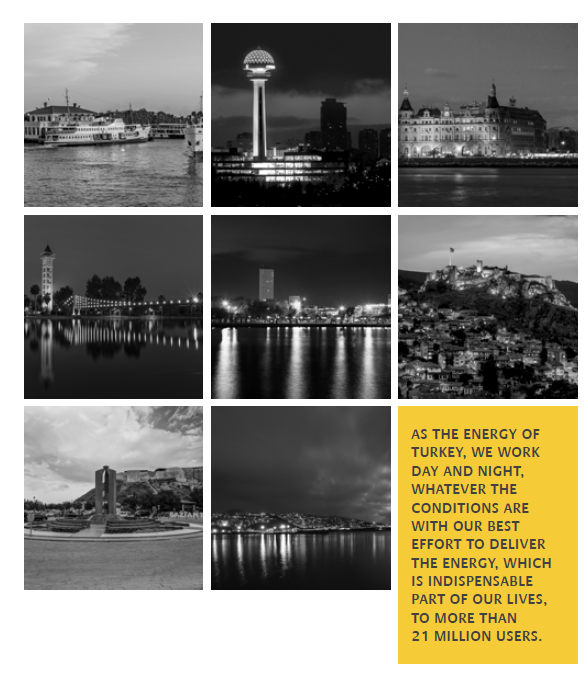 AS THE ENERGY OF
TURKEY, WE WORK
DAY AND NIGHT,
WHATEVER THE
CONDITIONS ARE
WITH OUR BEST
EFFORT TO DELIVER
THE ENERGY, WHICH
IS INDISPENSABLE
PART OF OUR LIVES,
TO MORE THAN
21 MILLION USERS.